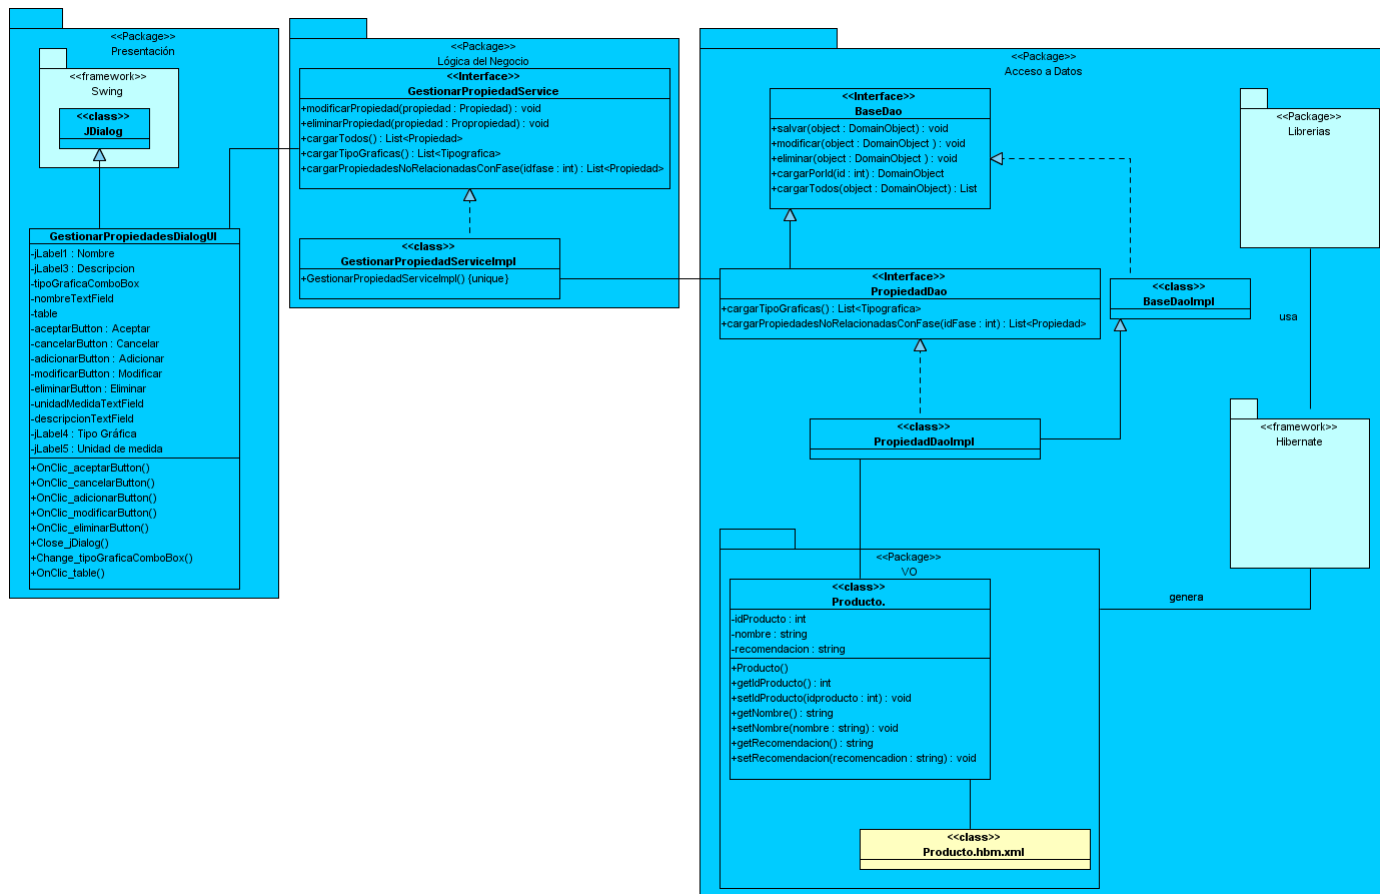 <<Package>>
Presentación
<<framework>>
Swing
<<class>>
JDialog
GestionarPropiedadesDialogUI
-jLabel1 : Nombre
-jLabel3 : Descripcion
-tipoGraficaComboBox
-nombreTextField
-table
-aceptarButton : Aceptar
-cancelarButton : Cancelar
-adicionarButton : Adicionar
-modificarButton : Modificar
-eliminarButton : Eliminar
-unidadMedidaTextField
-descripcionTextField
-jLabel4 : Tipo Gráfica
-jLabel5 : Unidad de medida
+OnClic_aceptarButton()
+OnClic_cancelarButton()
+OnClic_adicionarButton()
+OnClic_modificarButton()
+OnClic_eliminarButton()
+Close_jDialog()
+Change_tipoGraficaComboBox()
+OnClic_table()
<<Package>>
Lógica del Negocio
<<Interface>>
GestionarPropiedadService
+modificarPropiedad(propiedad : Propiedad) : void
+eliminarPropiedad(propiedad : Propropiedad) : void
+cargarTodos() : List<Propiedad>
+cargarTipoGraficas() : List<Tipografica>
+cargarPropiedadesNoRelacionadasConFase(idfase : int) : List<Propiedad>
<<class>>
GestionarPropiedadServiceImpl
+GestionarPropiedadServiceImpl() {unique}
<<Package>>
Acceso a Datos
<<Interface>>
BaseDao
+salvar(object : DomainObject) : void
+modificar(object : DomainObject ) : void
+eliminar(object : DomainObject ) : void
+cargarPorId(id : int) : DomainObject
+cargarTodos(object : DomainObject) : List
<<Package>>
Librerias
<<Interface>>
PropiedadDao
+cargarTipoGraficas() : List<Tipografica>
+cargarPropiedadesNoRelacionadasConFase(idFase : int) : List<Propiedad>
<<class>>
BaseDaoImpl
usa
<<class>>
PropiedadDaoImpl
<<framework>>
Hibernate
genera
<<Package>>
VO
<<class>>
Producto.
-idProducto : int
-nombre : string
-recomendacion : string
+Producto()
+getIdProducto() : int
+setIdProducto(idproducto : int) : void
+getNombre() : string
+setNombre(nombre : string) : void
+getRecomendacion() : string
+setRecomendacion(recomencadion : string) : void
<<class>>
Producto.hbm.xml